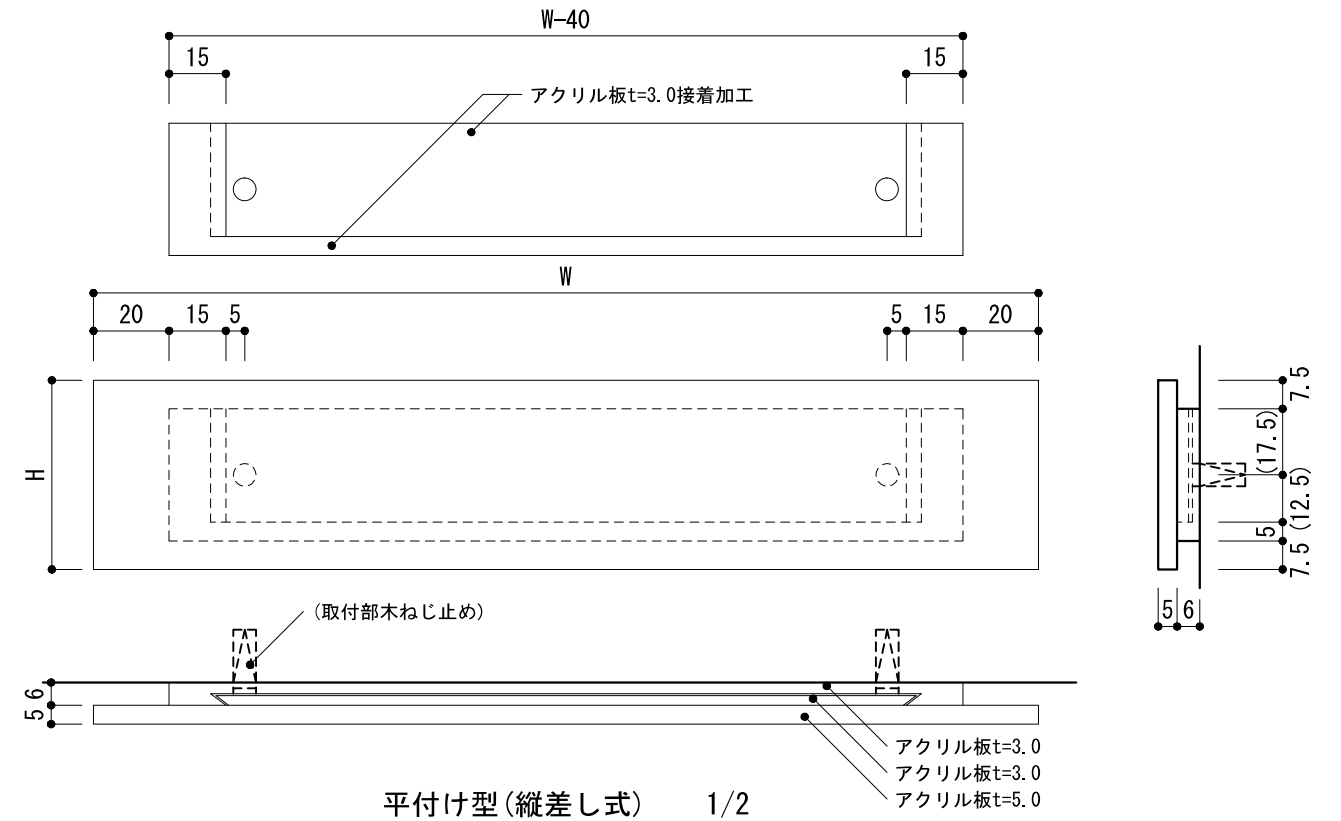 W-40
15
15
アクリル板t=3.0接着加工
W
20
15
5
5
15
20
H
7.5
(17.5)
(12.5)
5
7.5
5
6
(取付部木ねじ止め)
6
5
アクリル板t=3.0
アクリル板t=3.0
アクリル板t=5.0
平付け型(縦差し式) 1/2